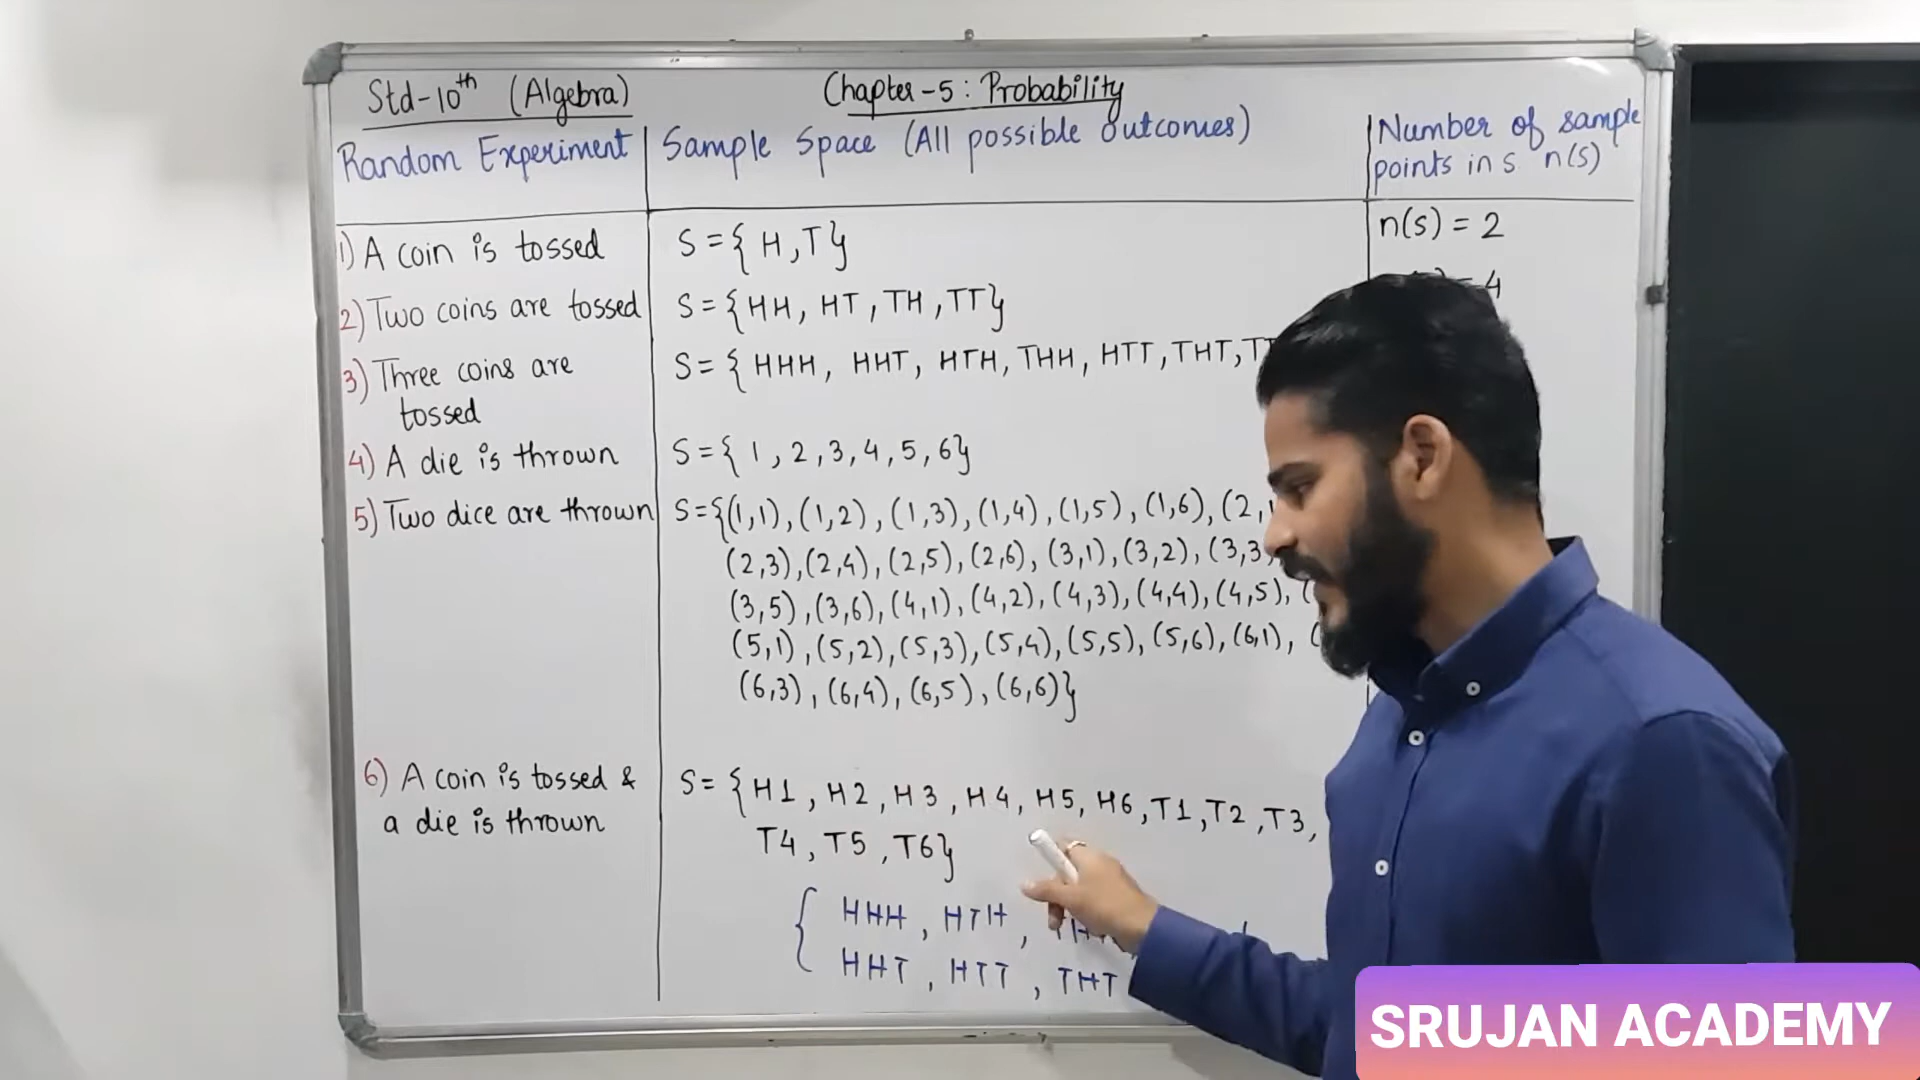 Std-10th (Algebra) Chapter-5 : Probability
Random Experiment Sample Space (All possible outcomes) Number of sample points in s n(s)
1) A coin is tossed S = { H , T } n(s) = 2
2) Two coins are tossed S = { HH , HT , TH , TT } = 4
3) Three coins are tossed S = { HHH , HHT , HTH , THH , HTT , THT ,
4) A die is thrown S = { 1 , 2 , 3 , 4 , 5 , 6 }
5) Two dice are thrown S = {(1,1) , (1,2) , (1,3) , (1,4) , (1,5) , (1,6) , (2,
(2,3) , (2,4) , (2,5) , (2,6) , (3,1) , (3,2) , (3,3
(3,5) , (3,6) , (4,1) , (4,2) , (4,3) , (4,4) , (4,5) , (
(5,1) , (5,2) , (5,3) , (5,4) , (5,5) , (5,6) , (6,1) , (
(6,3) , (6,4) , (6,5) , (6,6)}
6) A coin is tossed & S = { H1 , H2 , H3 , H4 , H5 , H6 , T1 , T2 , T3 ,
a die is thrown T4 , T5 , T6 }
{ HHH , HTH ,
HHT , HTT , THT
SRUJAN ACADEMY